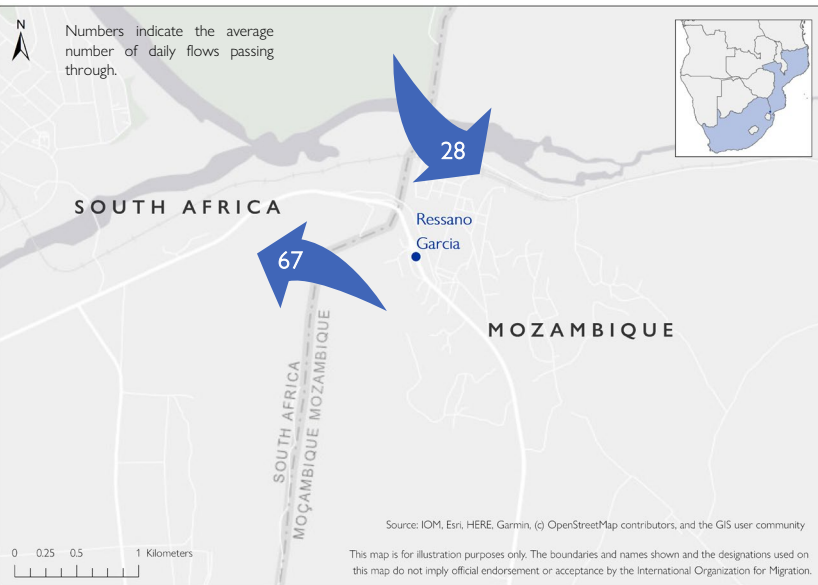 N
Numbers indicate the average
number of daily flows passing
through.
28
SOUTH AFRICA
Ressano
Garcia
67
MOZAMBIQUE
SOUTH AFRICA
MOÇAMBIQUE MOZAMBIQUE
Source: IOM, Esri, HERE, Garmin, (c) OpenStreetMap contributors, and the GIS user community
0 0.25 0.5 1 Kilometers
This map is for illustration purposes only. The boundaries and names shown and the designations used on
this map do not imply official endorsement or acceptance by the International Organization for Migration.